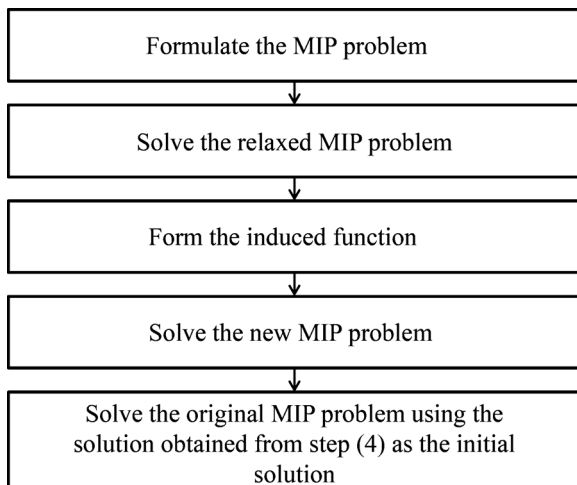 Formulate the MIP problem
Solve the relaxed MIP problem
Form the induced function
Solve the new MIP problem
Solve the original MIP problem using the
solution obtained from step (4) as the initial
solution